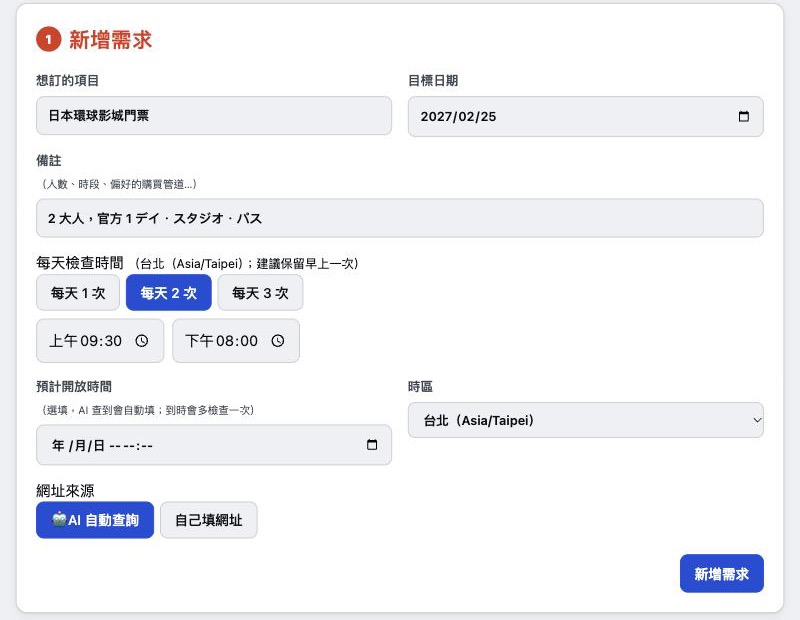 1 新增需求
想訂的項目
目標日期
日本環球影城門票
2027/02/25
備註
（人數、時段、偏好的購買管道...）
2 大人，官方 1 デイ・スタジオ・パス
每天檢查時間 （台北（Asia/Taipei）；建議保留早上一次）
每天 1 次 每天 2 次 每天 3 次
上午09:30 下午08:00
預計開放時間
時區
（選填，AI 查到會自動填；到時會多檢查一次）
台北（Asia/Taipei）
年 /月/日 -- --:--
網址來源
AI 自動查詢 自己填網址
新增需求